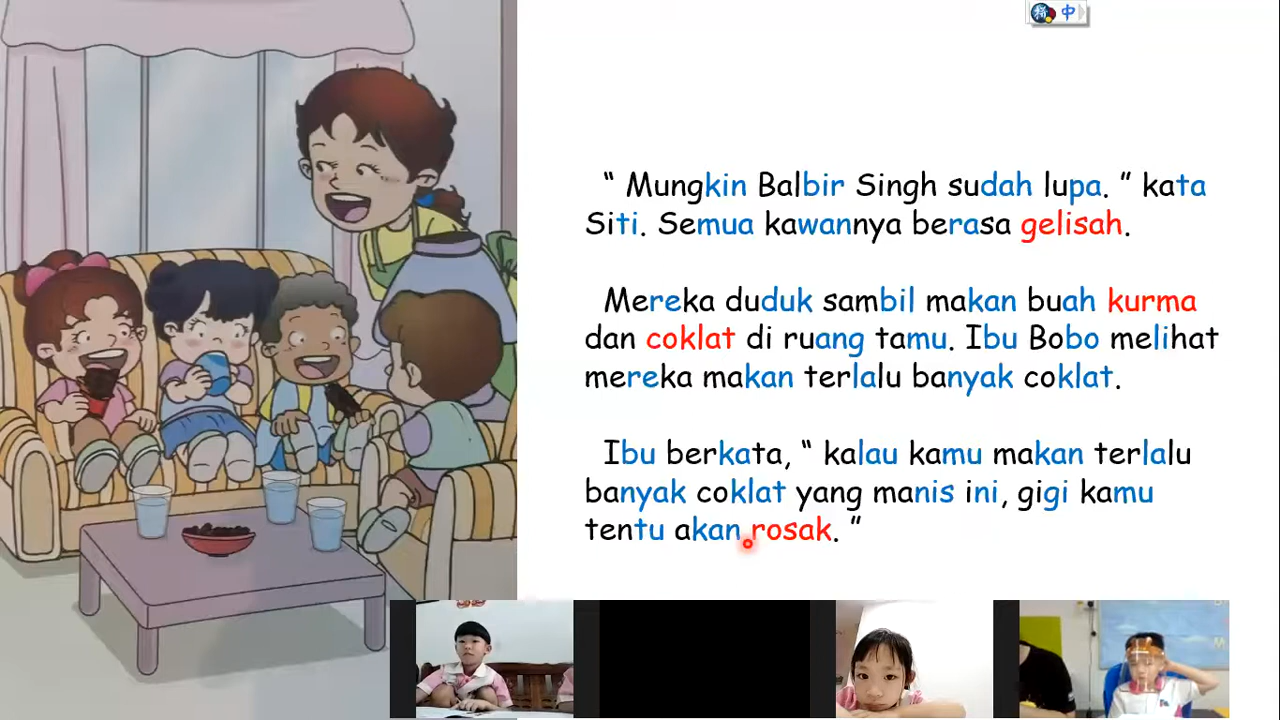 中
“ Mungkin Balbir Singh sudah lupa. ” kata
Siti. Semua kawannya berasa gelisah.
Mereka duduk sambil makan buah kurma
dan coklat di ruang tamu. Ibu Bobo melihat
mereka makan terlalu banyak coklat.
Ibu berkata, “ kalau kamu makan terlalu
banyak coklat yang manis ini, gigi kamu
tentu akan rosak. ”